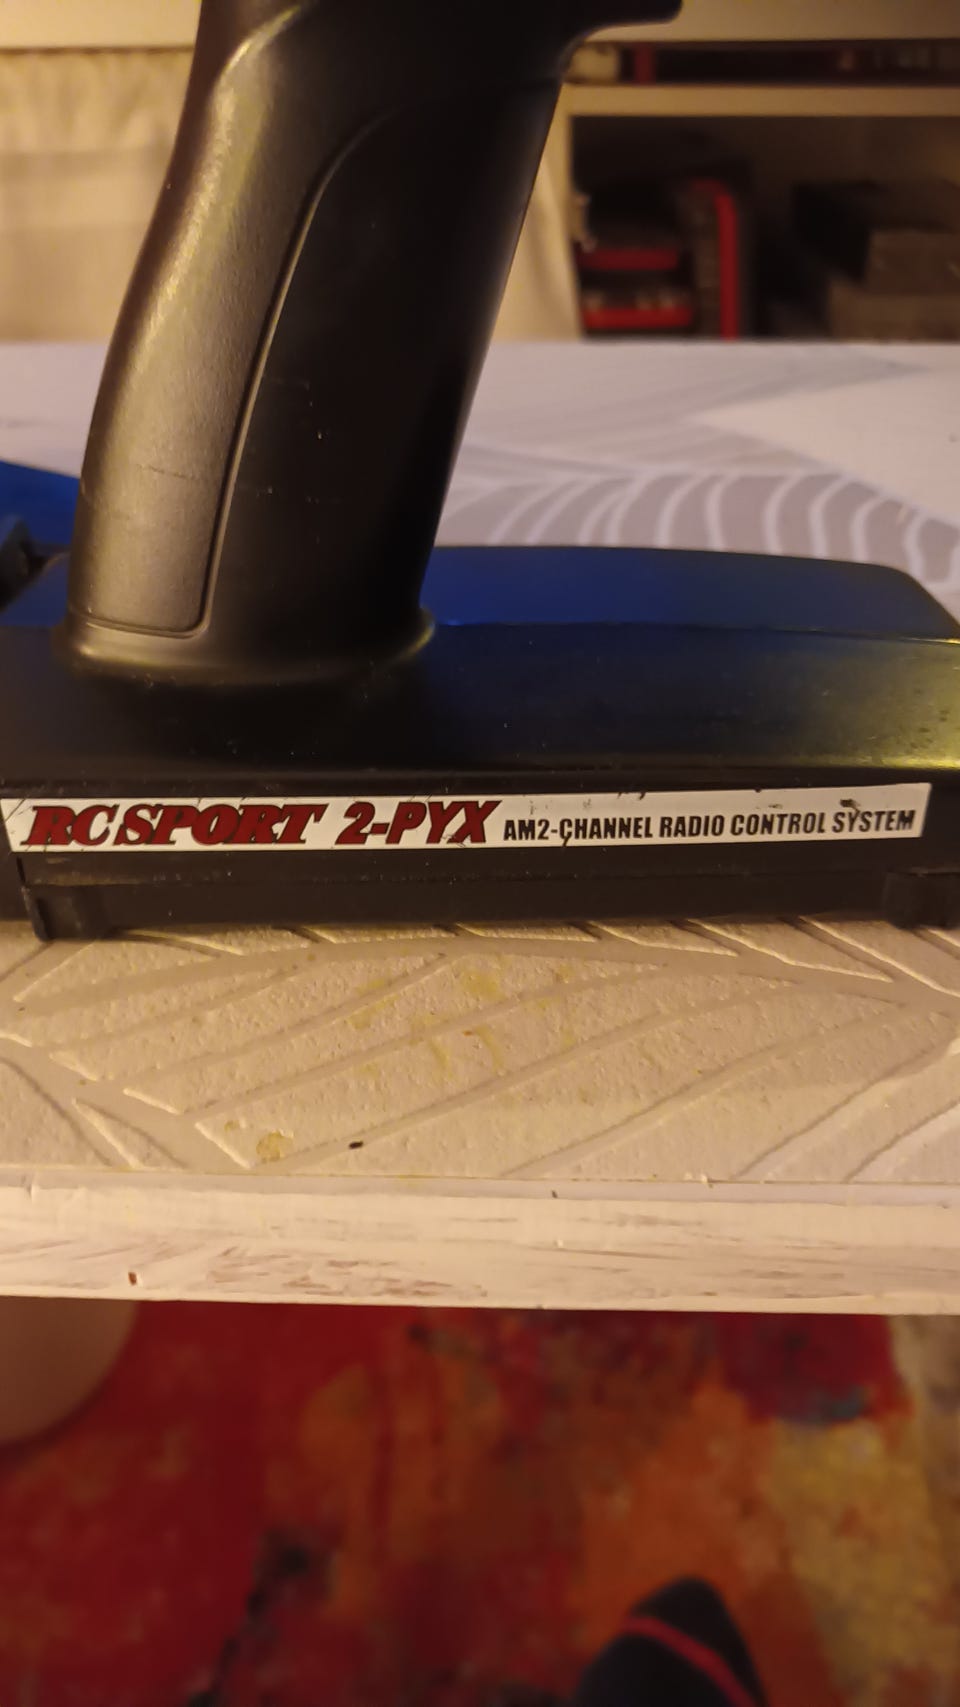 RC SPORT 2-PYX AM2-CHANNEL RADIO CONTROL SYSTEM